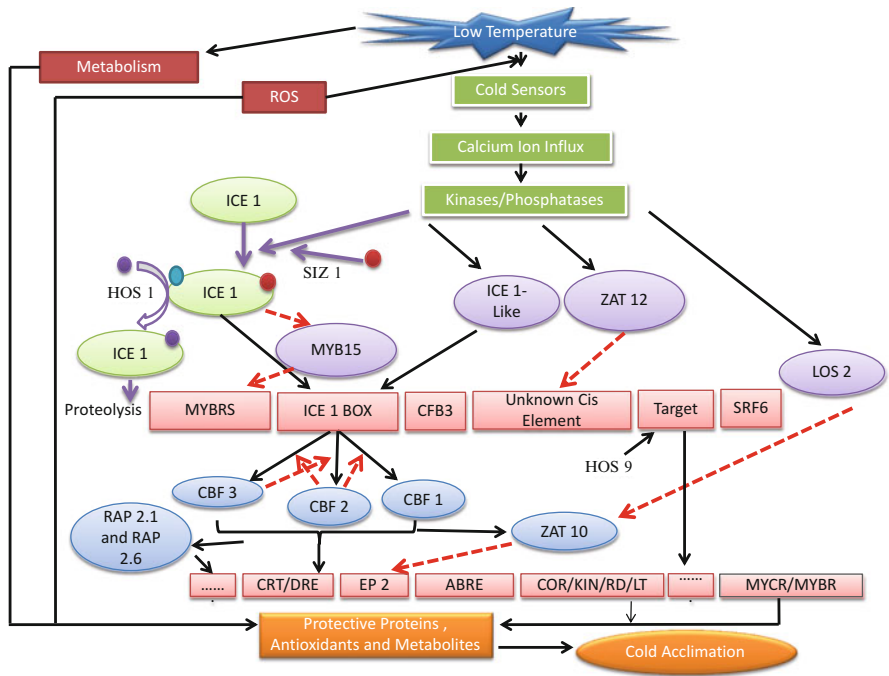 Low Temperature
Metabolism
ROS
Cold Sensors
Calcium Ion Influx
Kinases/Phosphatases
ICE 1
SIZ 1
HOS 1
ICE 1
ICE 1-
Like
ZAT 12
ICE 1
MYB15
LOS 2
Proteolysis
MYBRS
ICE 1 BOX
CFB3
Unknown Cis
Element
Target
SRF6
HOS 9
CBF 3
CBF 2
CBF 1
RAP 2.1
and RAP
2.6
ZAT 10
......
CRT/DRE
EP 2
ABRE
COR/KIN/RD/LT
......
MYCR/MYBR
Protective Proteins ,
Antioxidants and Metabolites
Cold Acclimation